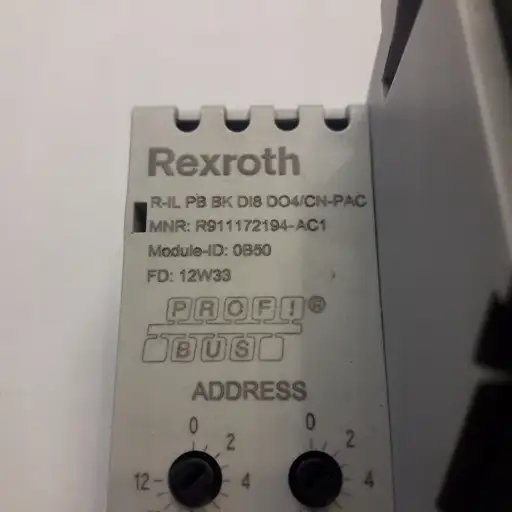 Rexroth
R-IL PB BK DI8 DO4/CN-PAC
MNR: R911172194-AC1
Module-ID: 0B50
FD: 12W33
PROFI®
BUS
ADDRESS
0 0
2 2
12 4 4